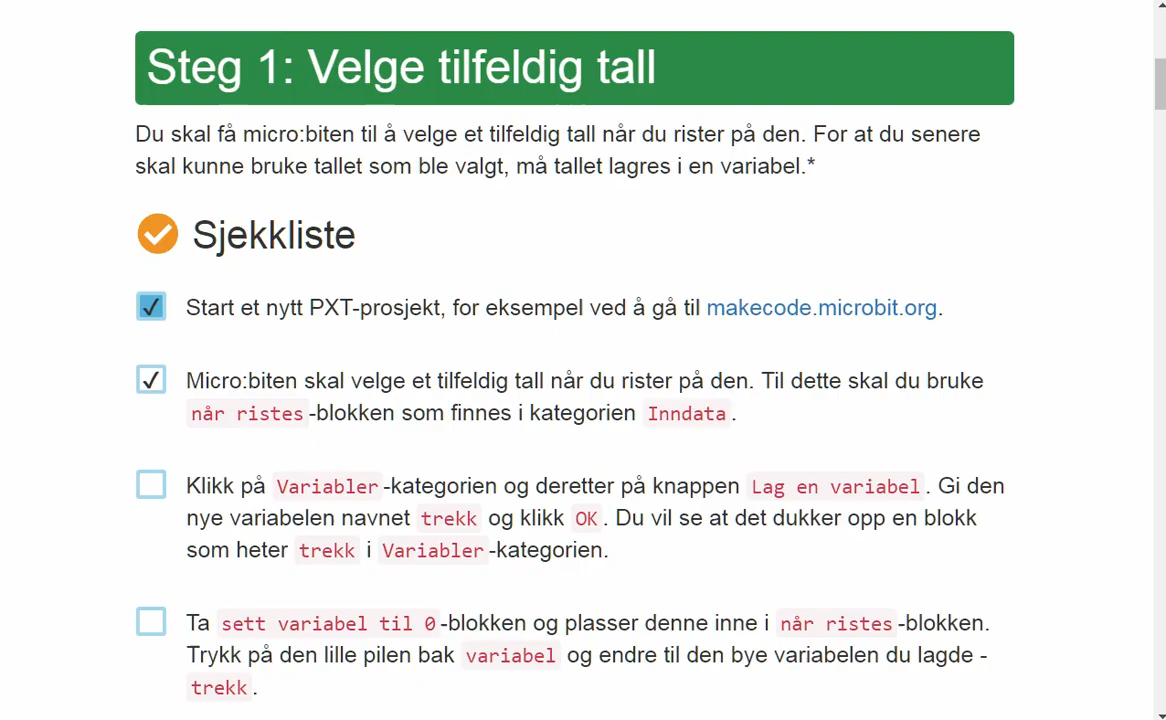 Steg 1: Velge tilfeldig tall
Du skal få micro:biten til å velge et tilfeldig tall når du rister på den. For at du senere
skal kunne bruke tallet som ble valgt, må tallet lagres i en variabel.*
Sjekkliste
Start et nytt PXT-prosjekt, for eksempel ved å gå til makecode.microbit.org.
Micro:biten skal velge et tilfeldig tall når du rister på den. Til dette skal du bruke
når ristes-blokken som finnes i kategorien Inndata.
Klikk på Variabler-kategorien og deretter på knappen Lag en variabel. Gi den
nye variabelen navnet trekk og klikk OK. Du vil se at det dukker opp en blokk
som heter trekk i Variabler-kategorien.
Ta sett variabel til 0-blokken og plasser denne inne i når ristes-blokken.
Trykk på den lille pilen bak variabel og endre til den bye variabelen du lagde -
trekk.